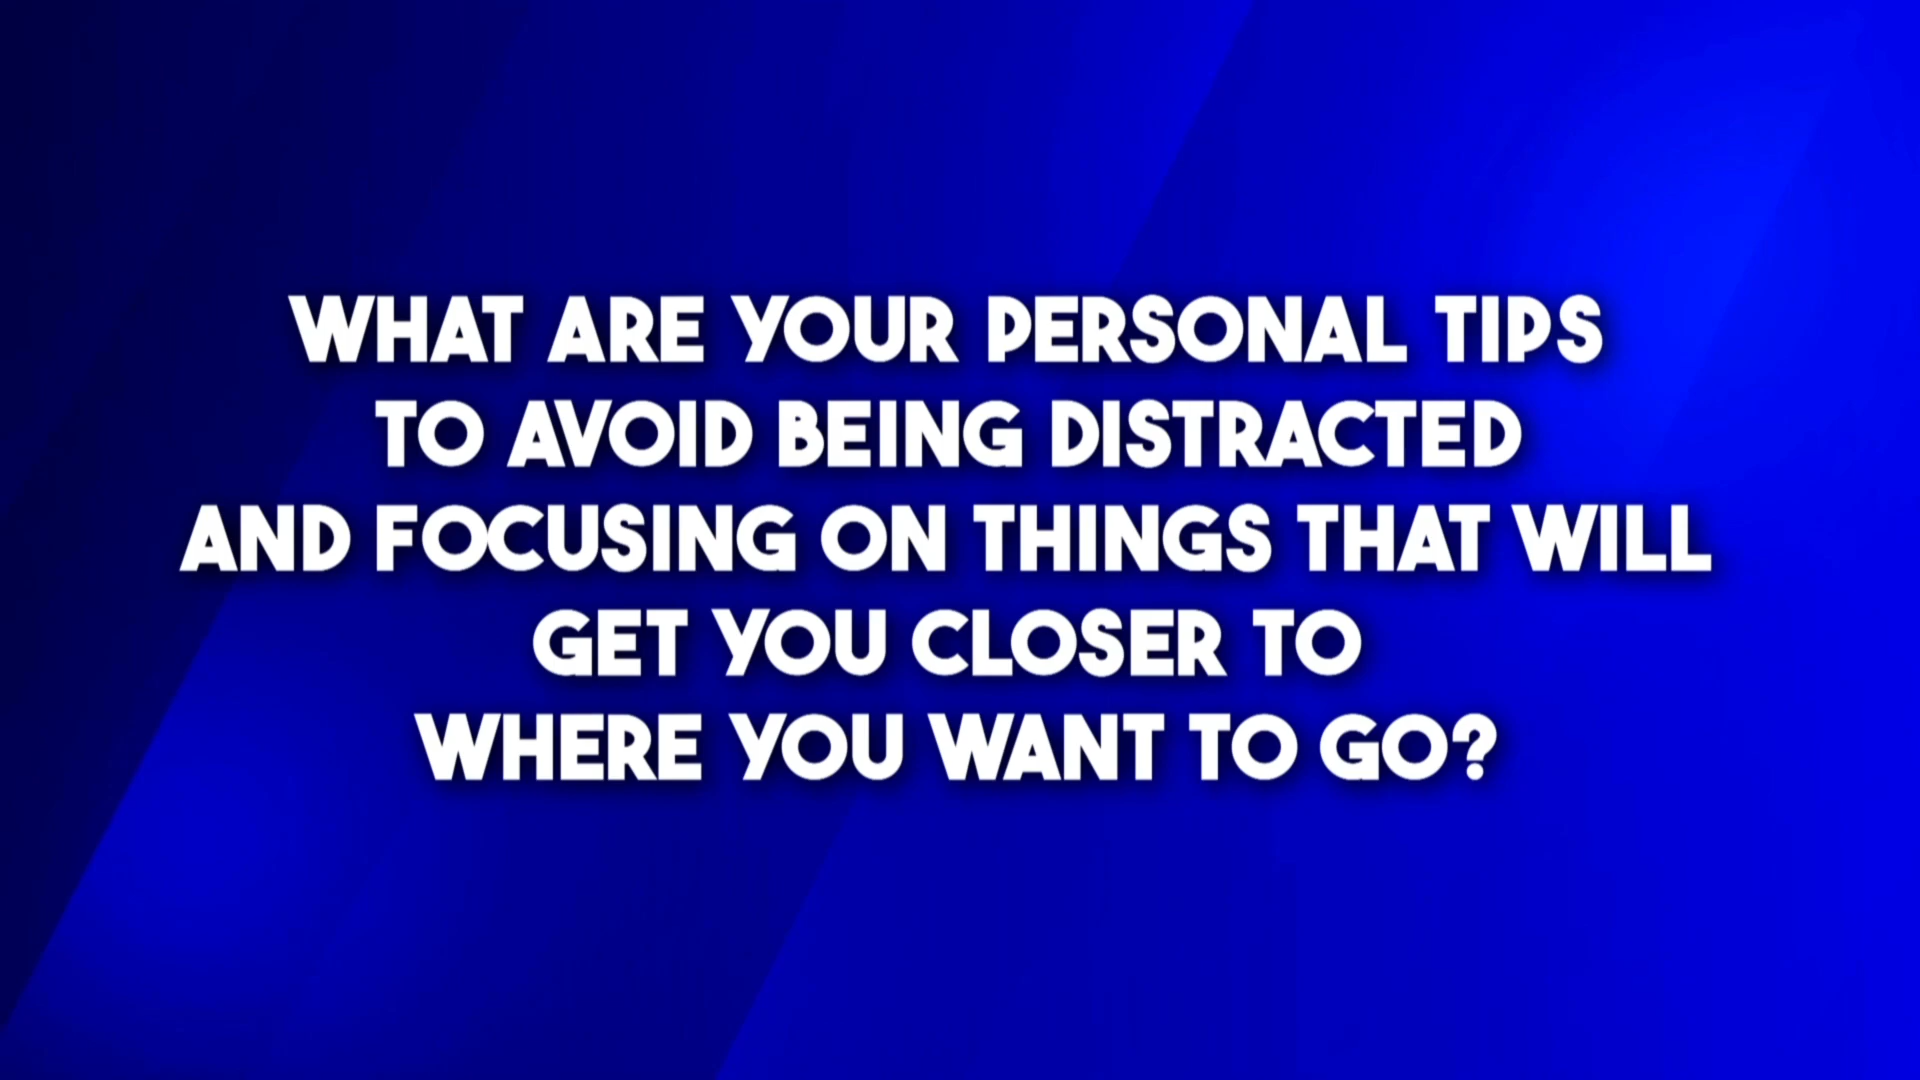 WHAT ARE YOUR PERSONAL TIPS
TO AVOID BEING DISTRACTED
AND FOCUSING ON THINGS THAT WILL
GET YOU CLOSER TO
WHERE YOU WANT TO GO?